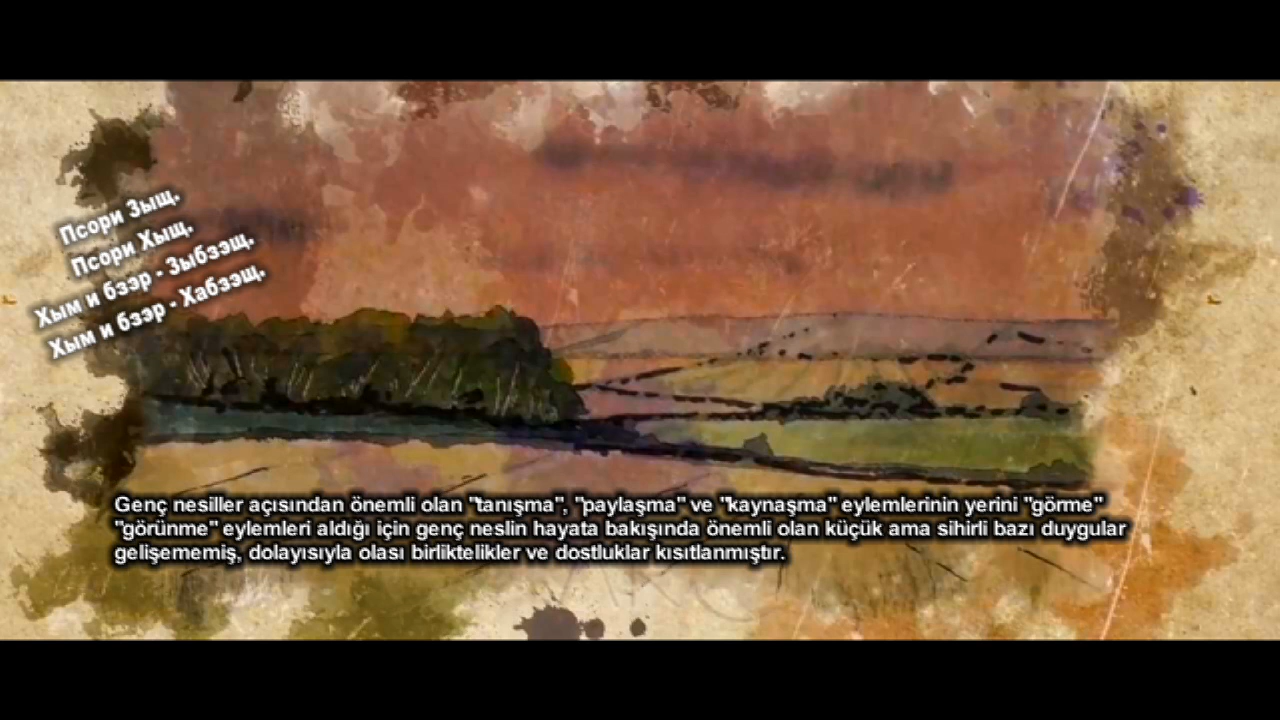 Псори Зыщ.
Псори Хыщ.
Хым и бзэр - Зыбзэщ.
Хым и бзэр - Хабзэщ.
Genç nesiller açısından önemli olan "tanışma", "paylaşma" ve "kaynaşma" eylemlerinin yerini "görme"
"görünme" eylemleri aldığı için genç neslin hayata bakışında önemli olan küçük ama sihirli bazı duygular
gelişememiş, dolayısıyla olası birliktelikler ve dostluklar kısıtlanmıştır.